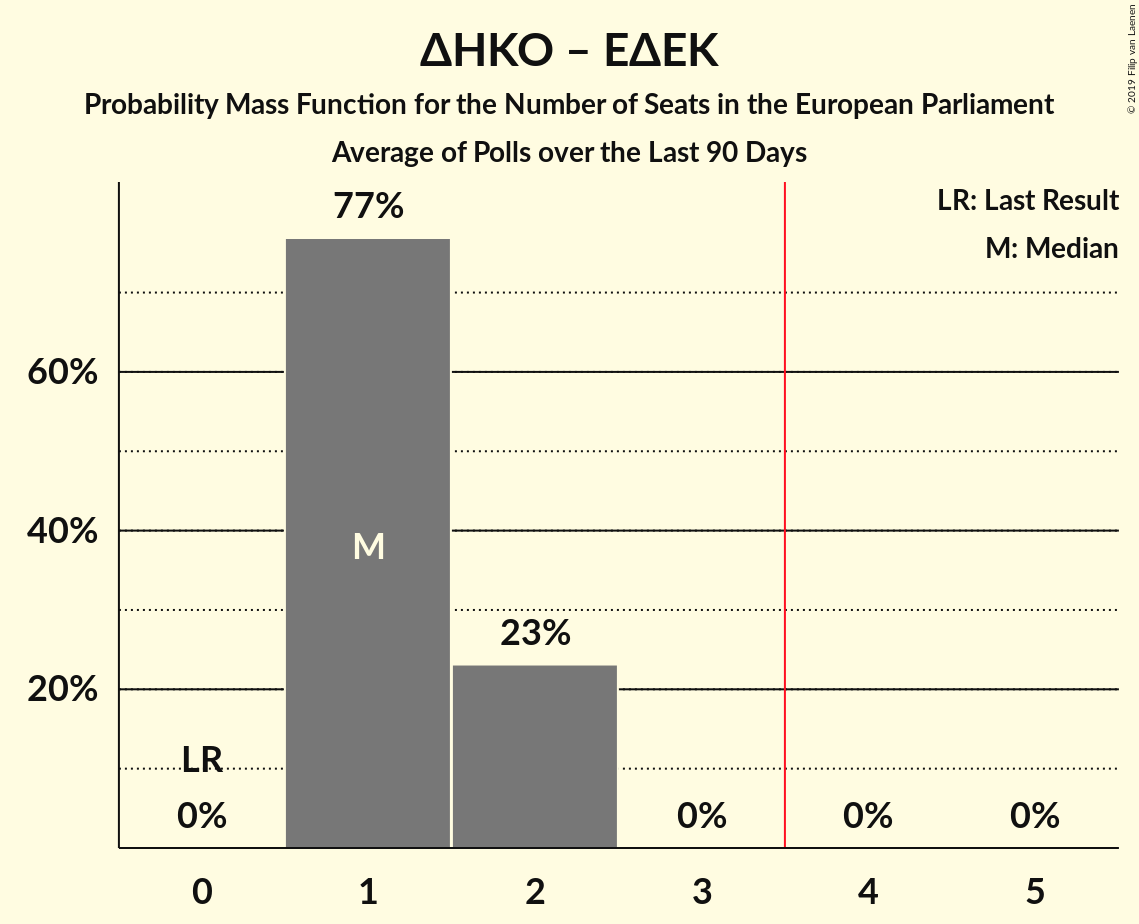 ΔΗΚΟ – ΕΔΕΚ
Probability Mass Function for the Number of Seats in the European Parliament
Average of Polls over the Last 90 Days
© 2019 Filip van Laenen
LR: Last Result
M: Median
77%
60%
40%
M
23%
20%
LR
0%
0%
0%
0%
0
1
2
3
4
5